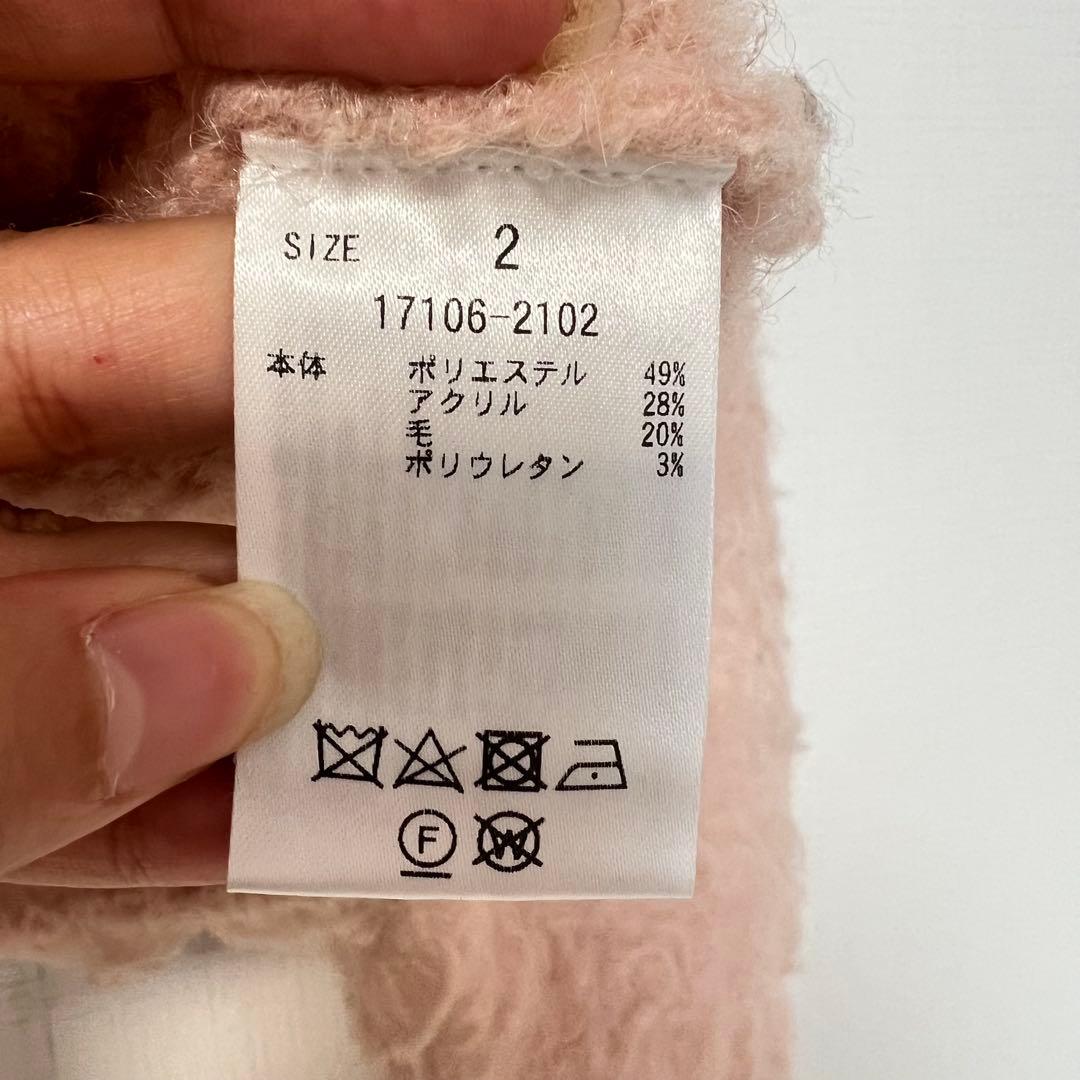 SIZE 2
17106-2102
本体 ポリエステル 49%
アクリル 28%
毛 20%
ポリウレタン 3%
F W